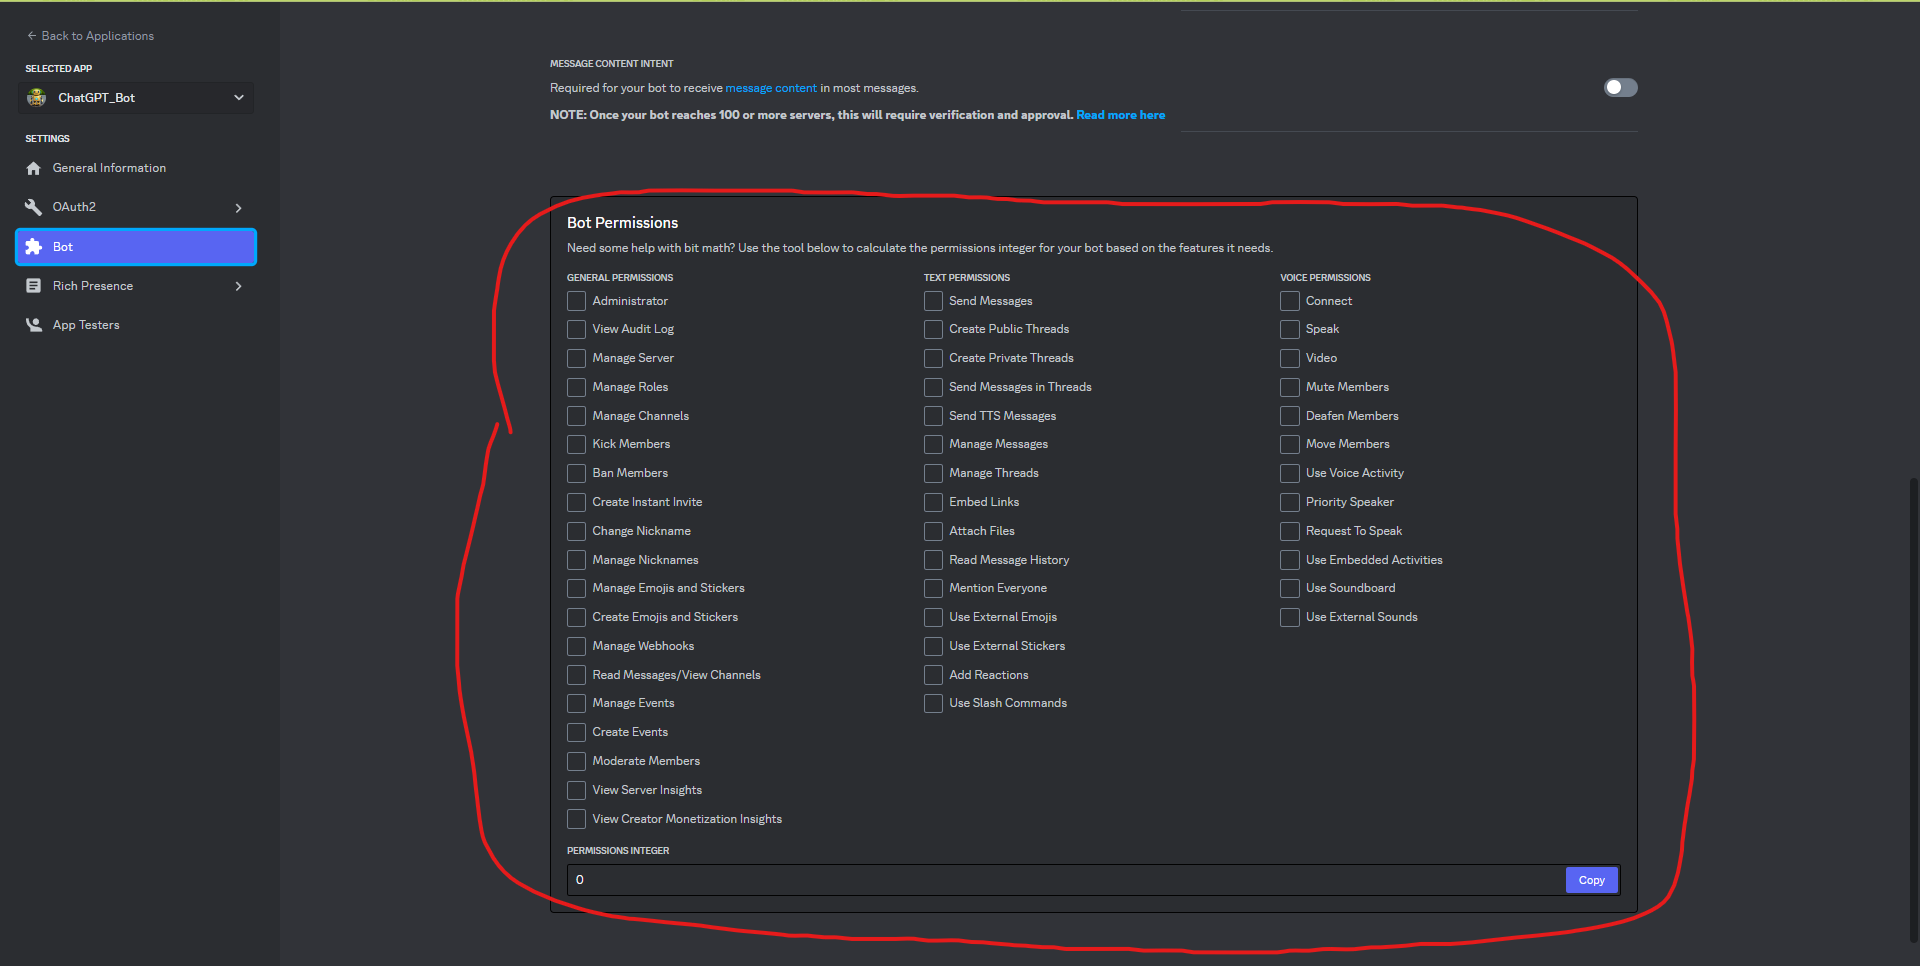 Back to Applications
SELECTED APP
ChatGPT_Bot
SETTINGS
General Information
OAuth2
Bot
Rich Presence
App Testers
MESSAGE CONTENT INTENT
Required for your bot to receive message content in most messages.
NOTE: Once your bot reaches 100 or more servers, this will require verification and approval. Read more here
Bot Permissions
Need some help with bit math? Use the tool below to calculate the permissions integer for your bot based on the features it needs.
GENERAL PERMISSIONS
Administrator
View Audit Log
Manage Server
Manage Roles
Manage Channels
Kick Members
Ban Members
Create Instant Invite
Change Nickname
Manage Nicknames
Manage Emojis and Stickers
Create Emojis and Stickers
Manage Webhooks
Read Messages/View Channels
Manage Events
Create Events
Moderate Members
View Server Insights
View Creator Monetization Insights
TEXT PERMISSIONS
Send Messages
Create Public Threads
Create Private Threads
Send Messages in Threads
Send TTS Messages
Manage Messages
Manage Threads
Embed Links
Attach Files
Read Message History
Mention Everyone
Use External Emojis
Use External Stickers
Add Reactions
Use Slash Commands
VOICE PERMISSIONS
Connect
Speak
Video
Mute Members
Deafen Members
Move Members
Use Voice Activity
Priority Speaker
Request To Speak
Use Embedded Activities
Use Soundboard
Use External Sounds
PERMISSIONS INTEGER
0
Copy